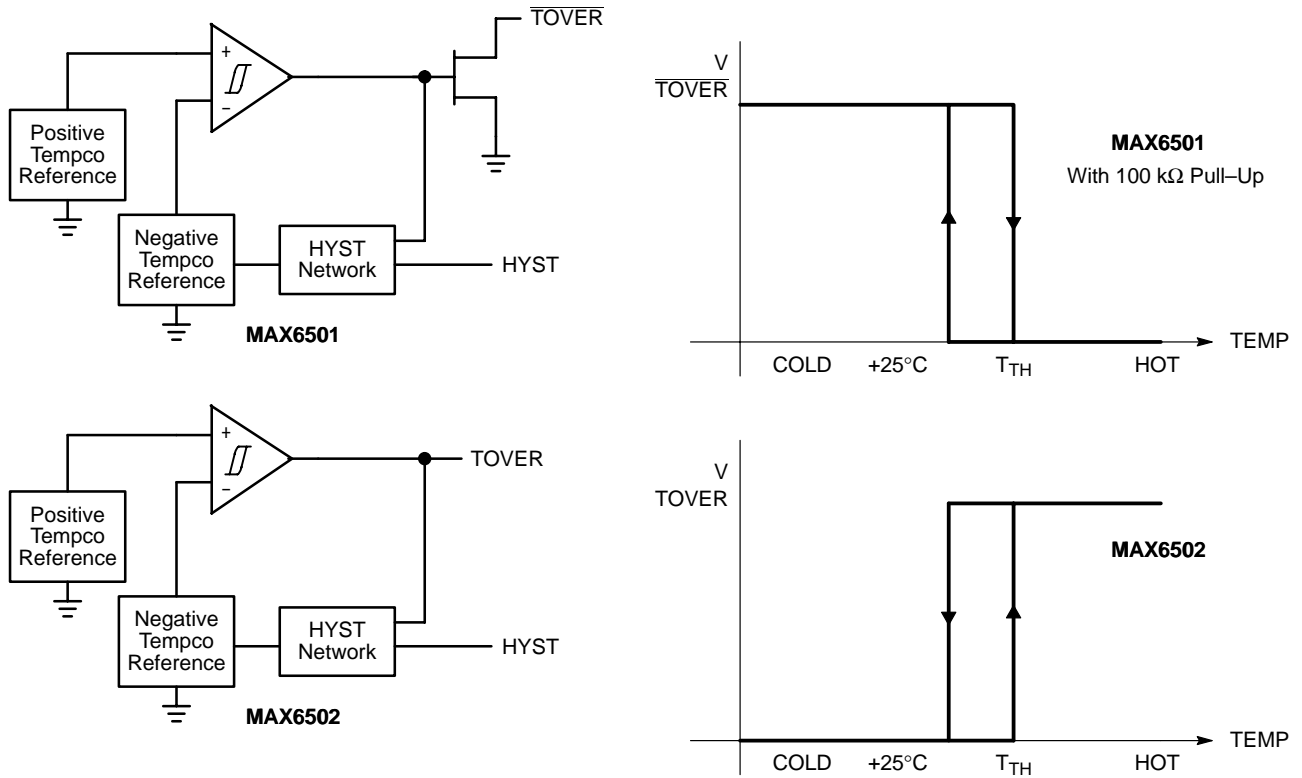 TOVER
+
−
Positive
Tempco
Reference
Negative
Tempco
Reference
HYST
Network
HYST
MAX6501
V
TOVER
MAX6501
With 100 kΩ Pull–Up
TEMP
COLD +25°C TTH HOT
+
−
TOVER
Positive
Tempco
Reference
Negative
Tempco
Reference
HYST
Network
HYST
MAX6502
V
TOVER
MAX6502
TEMP
COLD +25°C TTH HOT